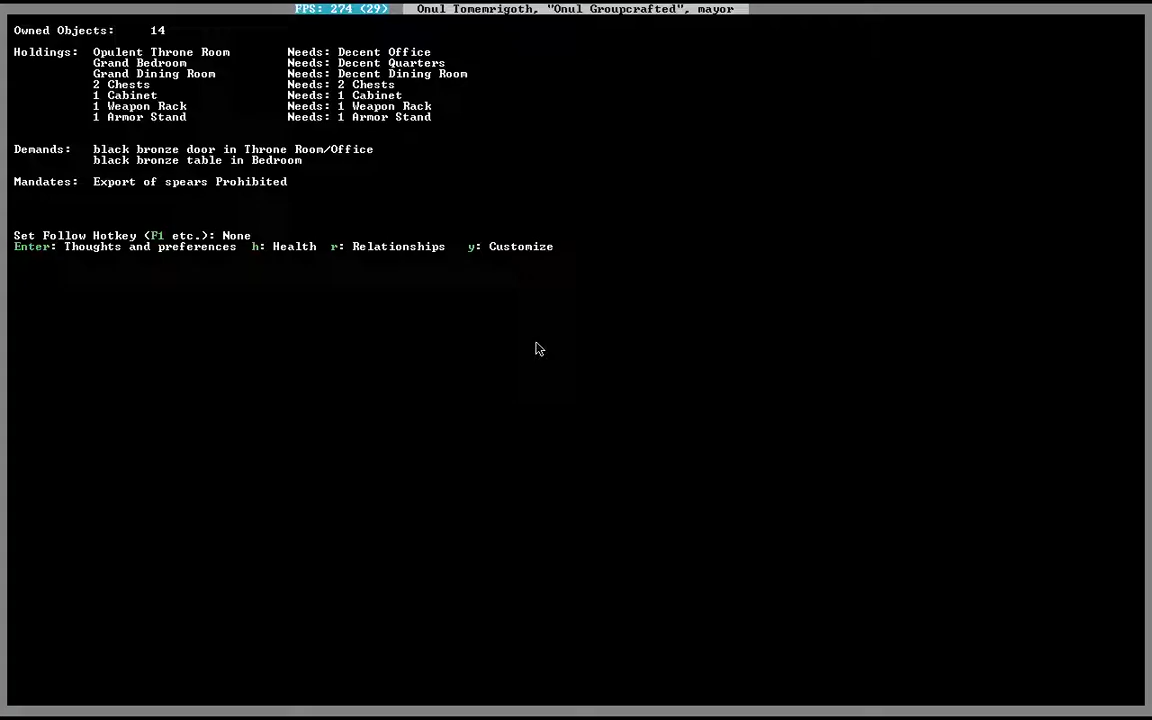 FPS: 274 (29) Onul Tomemrigoth, "Onul Groupcrafted", mayor
Owned Objects: 14
Holdings: Opulent Throne Room Needs: Decent Office
Grand Bedroom Needs: Decent Quarters
Grand Dining Room Needs: Decent Dining Room
2 Chests Needs: 2 Chests
1 Cabinet Needs: 1 Cabinet
1 Weapon Rack Needs: 1 Weapon Rack
1 Armor Stand Needs: 1 Armor Stand
Demands: black bronze door in Throne Room/Office
black bronze table in Bedroom
Mandates: Export of spears Prohibited
Set Follow Hotkey (F1 etc.): None
Enter: Thoughts and preferences h: Health r: Relationships y: Customize